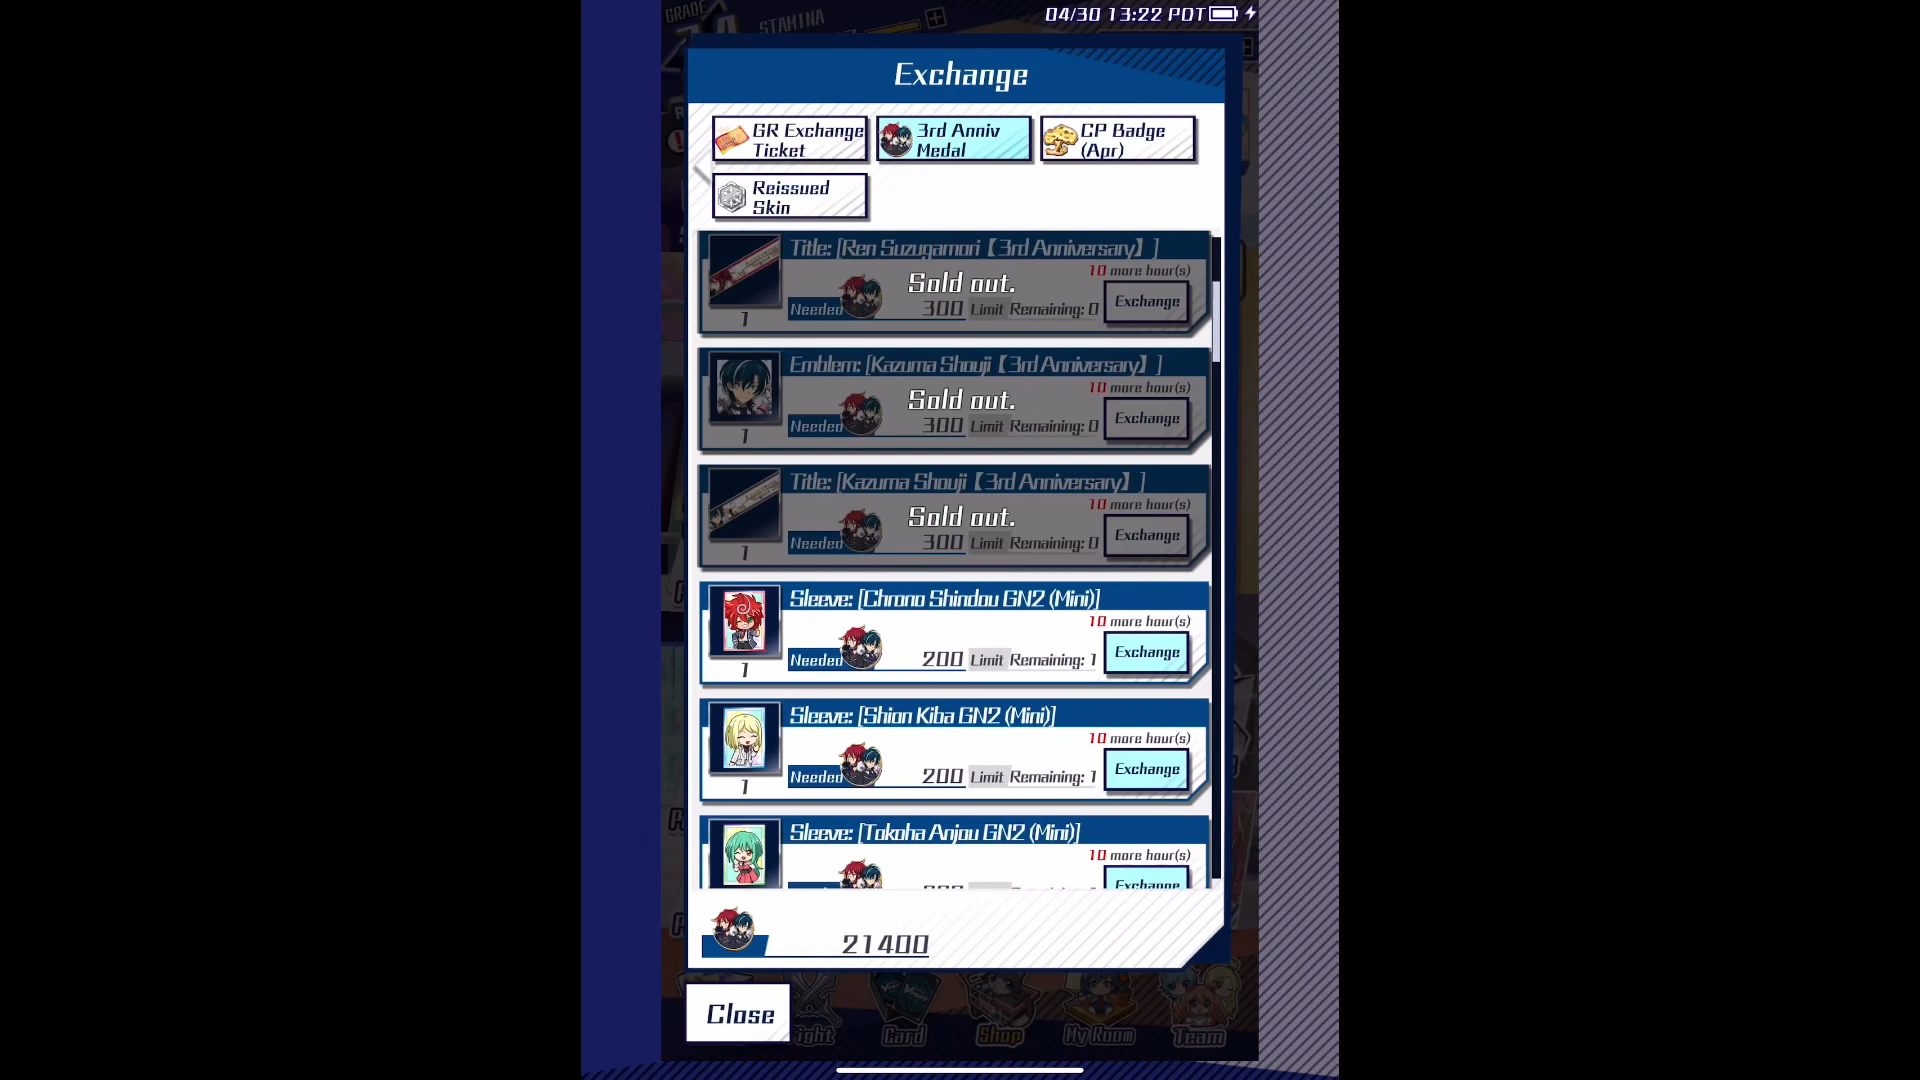 GRADE
STAMINA
04/30 13:22 PDT
Exchange
GR Exchange
Ticket
3rd Anniv
Medal
CP Badge
(Apr)
Reissued
Skin
Title: [Ren Suzugamori【3rd Anniversary】]
10 more hour(s)
Sold out.
1
Needed 300 Limit Remaining: 0 Exchange
Emblem: [Kazuma Shouji【3rd Anniversary】]
10 more hour(s)
Sold out.
1
Needed 300 Limit Remaining: 0 Exchange
Title: [Kazuma Shouji【3rd Anniversary】]
10 more hour(s)
Sold out.
1
Needed 300 Limit Remaining: 0 Exchange
Sleeve: [Chrono Shindou GN2 (Mini)]
10 more hour(s)
1
Needed 200 Limit Remaining: 1 Exchange
Sleeve: [Shion Kiba GN2 (Mini)]
10 more hour(s)
1
Needed 200 Limit Remaining: 1 Exchange
Sleeve: [Tokoha Anjou GN2 (Mini)]
10 more hour(s)
Exchange
21400
Close
Card
Shop
My Room
Team